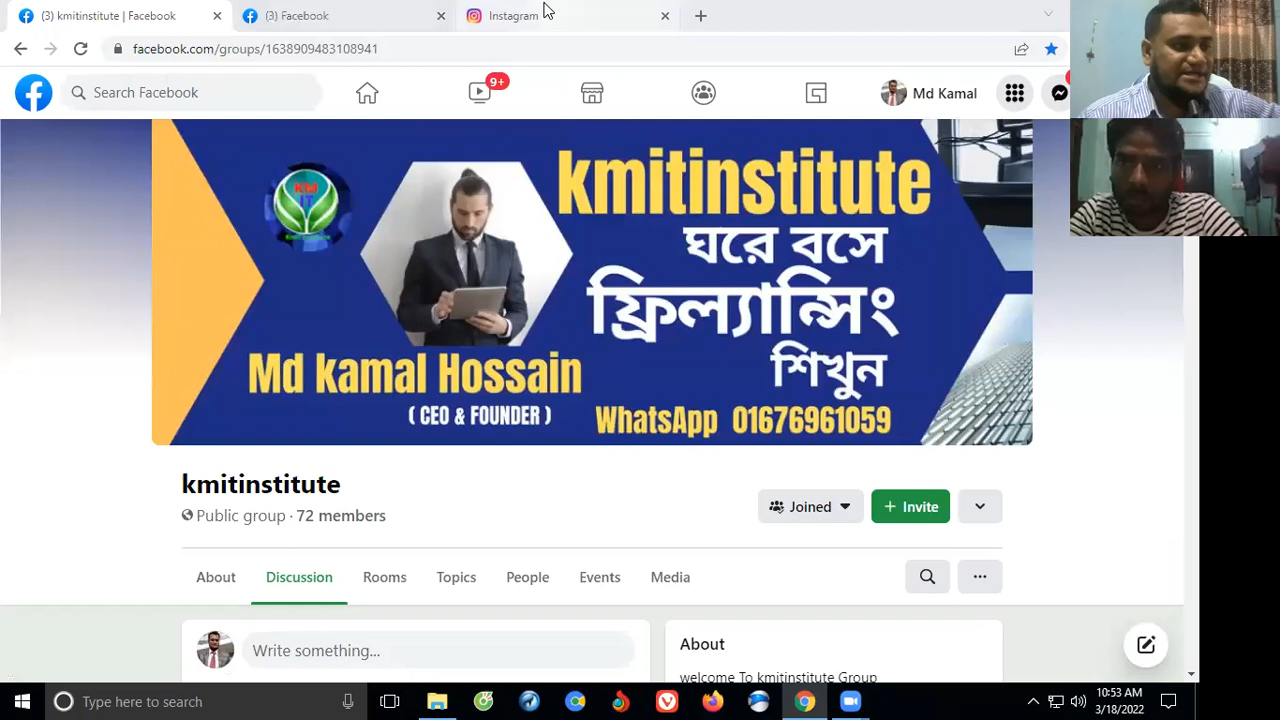 (3) kmitinstitute | Facebook
(3) Facebook
Instagram
facebook.com/groups/1638909483108941
Search Facebook
9+
Md Kamal
KM
IT
kmitinstitute
ঘরে বসে
ফ্রিল্যান্সিং
শিখুন
Md kamal Hossain
( CEO & FOUNDER )
WhatsApp 01676961059
kmitinstitute
Public group · 72 members
Joined
+ Invite
About
Discussion
Rooms
Topics
People
Events
Media
Write something...
About
welcome To kmitinstitute Group
Type here to search
10:53 AM
3/18/2022